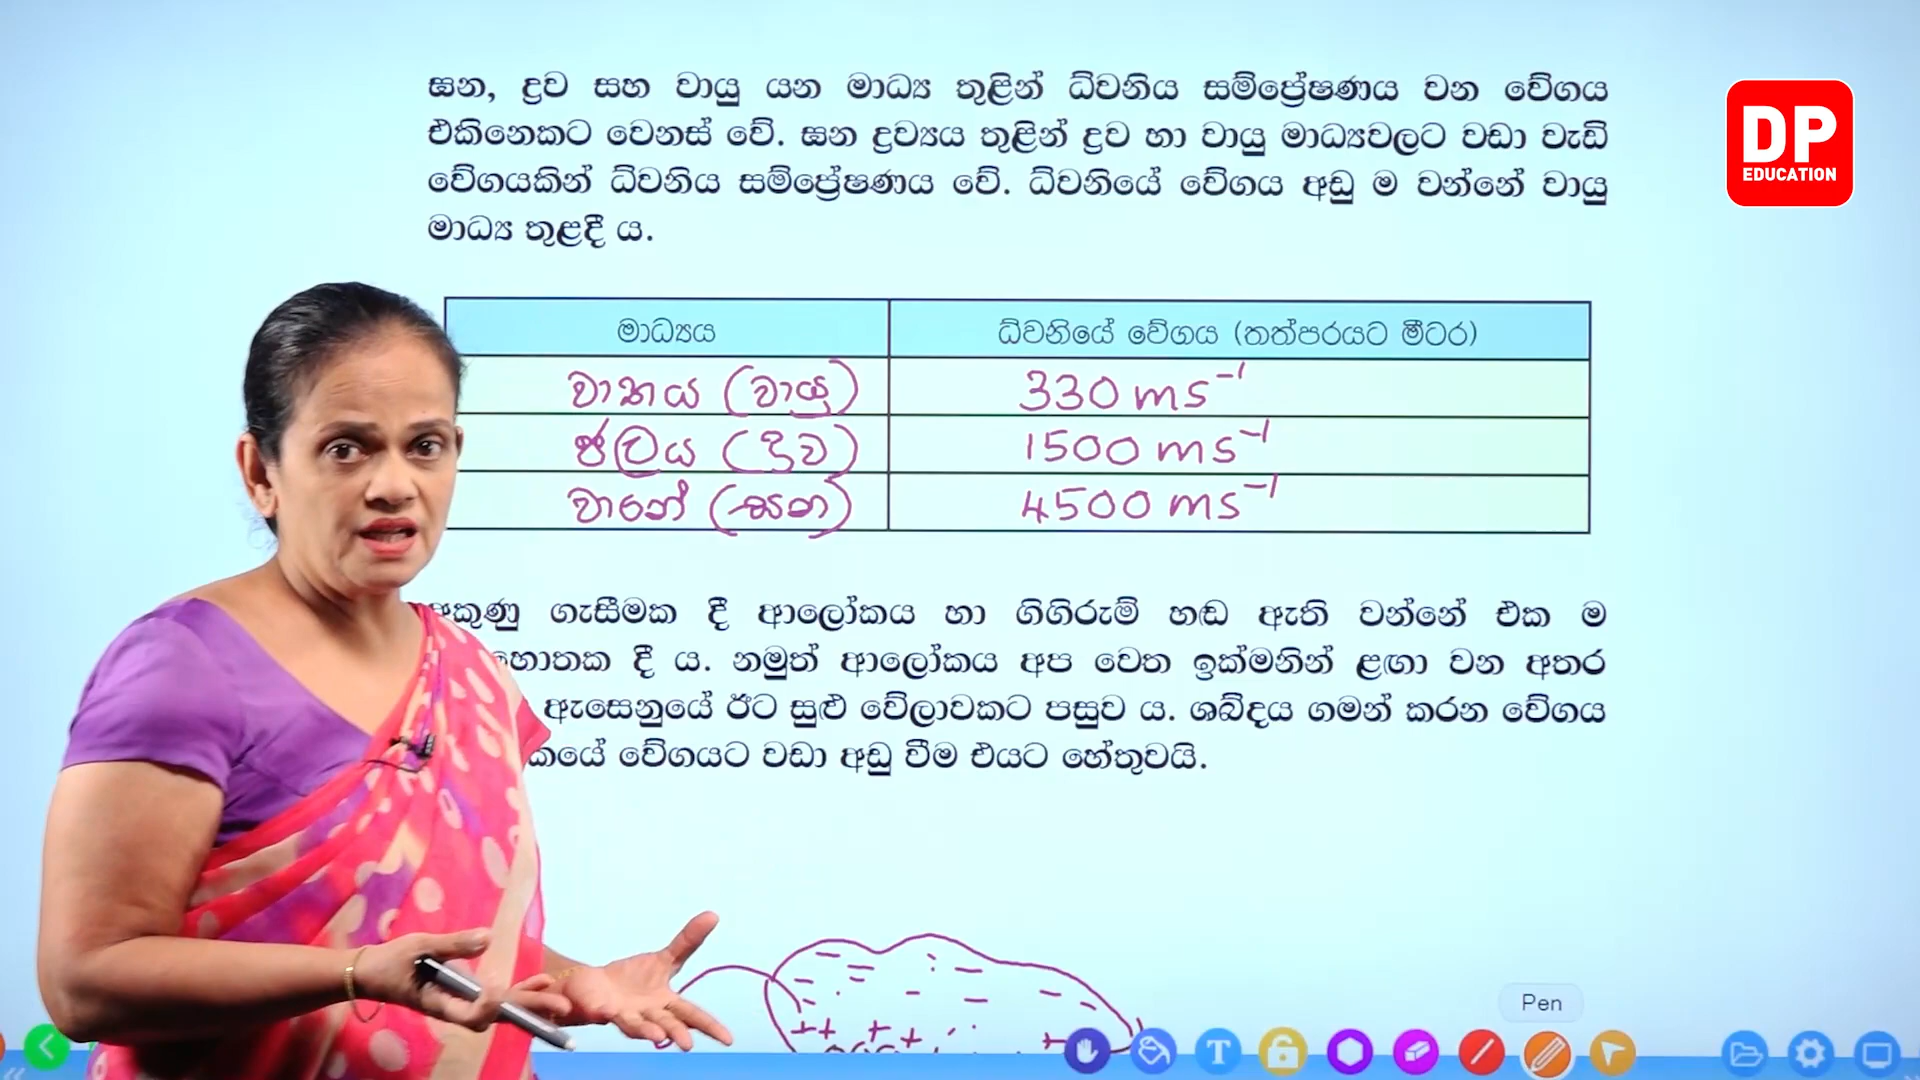 ඝන, ද්‍රව සහ වායු යන මාධ්‍ය තුළින් ධ්වනිය සම්ප්‍රේෂණය වන වේගය
එකිනෙකට වෙනස් වේ. ඝන ද්‍රව්‍යය තුළින් ද්‍රව හා වායු මාධ්‍යවලට වඩා වැඩි
වේගයකින් ධ්වනිය සම්ප්‍රේෂණය වේ. ධ්වනියේ වේගය අඩු ම වන්නේ වායු
මාධ්‍ය තුළදී ය.
DP
EDUCATION
මාධ්‍යය ධ්වනියේ වේගය (තත්පරයට මීටර)
වාතය (වායු) 330 ms⁻¹
ජලය (ද්‍රව) 1500 ms⁻¹
වානේ (ඝන) 4500 ms⁻¹
අකුණු ගැසීමක දී ආලෝකය හා ගිගිරුම් හඬ ඇති වන්නේ එක ම
හොතක දී ය. නමුත් ආලෝකය අප වෙත ඉක්මනින් ළඟා වන අතර
ඇසෙනුයේ ඊට සුළු වේලාවකට පසුව ය. ශබ්දය ගමන් කරන වේගය
කයේ වේගයට වඩා අඩු වීම එයට හේතුවයි.
Pen